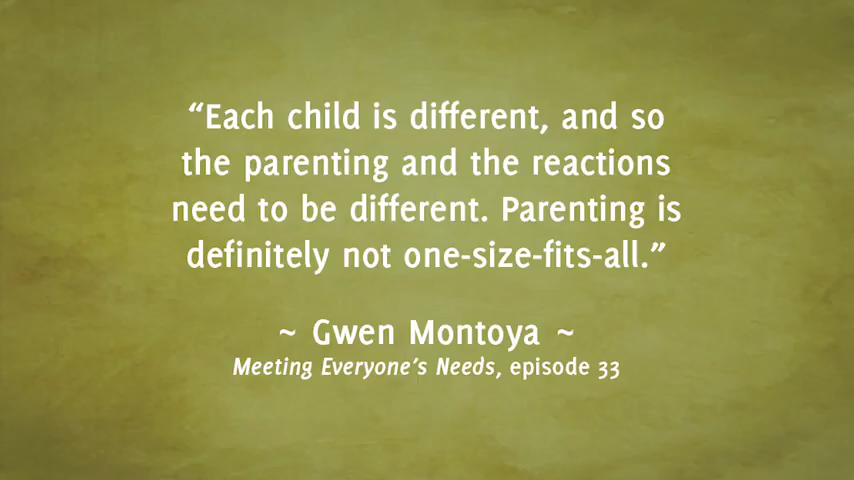 “Each child is different, and so
the parenting and the reactions
need to be different. Parenting is
definitely not one-size-fits-all.”
~ Gwen Montoya ~
Meeting Everyone’s Needs, episode 33